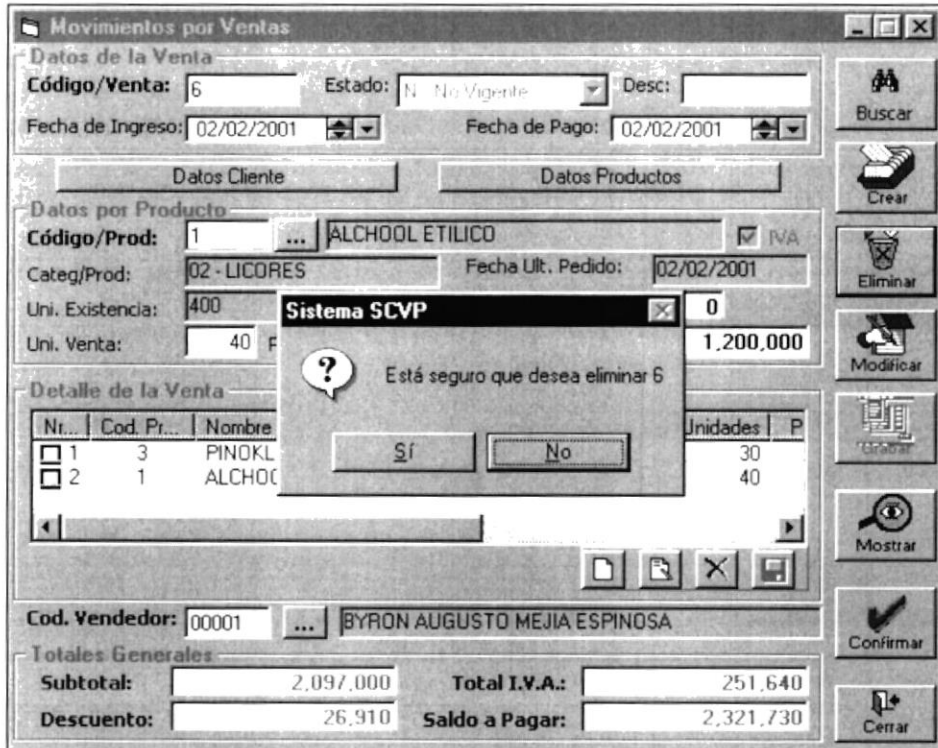 Movimientos por Ventas
Datos de la Venta
Código/Venta: 6 Estado: N - No Vigente Desc:
Fecha de Ingreso: 02/02/2001 Fecha de Pago: 02/02/2001
Datos Cliente Datos Productos
Datos por Producto
Código/Prod: 1 ... ALCHOOL ETILICO IVA
Categ/Prod: 02 - LICORES Fecha Ult. Pedido: 02/02/2001
Uni. Existencia: 400 0
Uni. Venta: 40 1,200,000
Sistema SCVP
Está seguro que desea eliminar 6
Sí No
Detalle de la Venta
Nr... Cod. Pr... Nombre Unidades P
1 3 PINOKL 30
2 1 ALCHOO 40
Cod. Vendedor: 00001 ... BYRON AUGUSTO MEJIA ESPINOSA
Totales Generales
Subtotal: 2,097,000 Total I.V.A.: 251,640
Descuento: 26,910 Saldo a Pagar: 2,321,730
Buscar
Crear
Eliminar
Modificar
Grabar
Mostrar
Confirmar
Cerrar